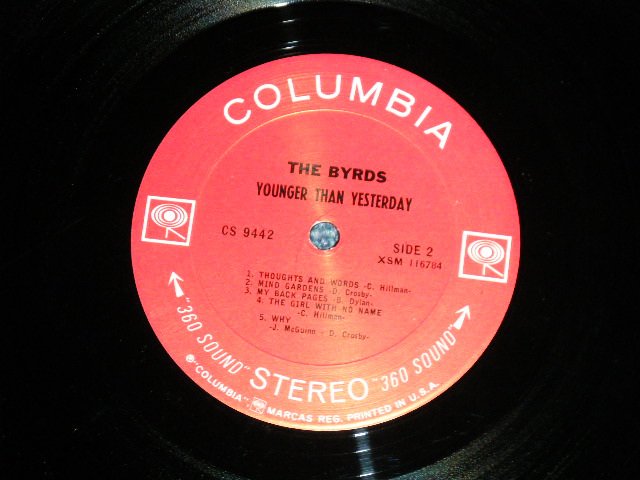 COLUMBIA
THE BYRDS
YOUNGER THAN YESTERDAY
CS 9442
SIDE 2
XSM 116784
1. THOUGHTS AND WORDS -C. Hillman-
2. MIND GARDENS -D. Crosby-
3. MY BACK PAGES -B. Dylan-
4. THE GIRL WITH NO NAME
-C. Hillman-
5. WHY
-J. McGuinn - D. Crosby-
"360 SOUND" STEREO "360 SOUND"
® "COLUMBIA" MARCAS REG. PRINTED IN U.S.A.